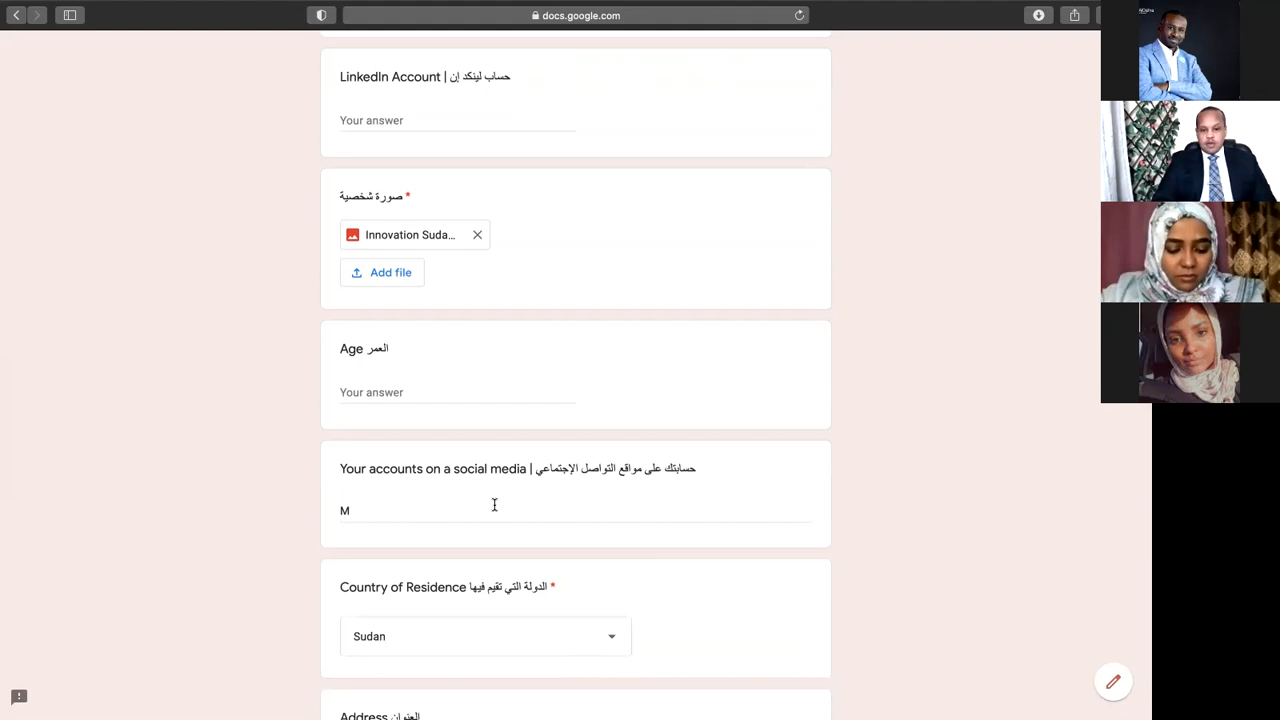 docs.google.com
LinkedIn Account | حساب لينكد إن
Your answer
صورة شخصية *
Innovation Suda...
Add file
Age العمر
Your answer
Your accounts on a social media | حسابتك على مواقع التواصل الإجتماعي
M
Country of Residence الدولة التي تقيم فيها *
Sudan
Address العنوان